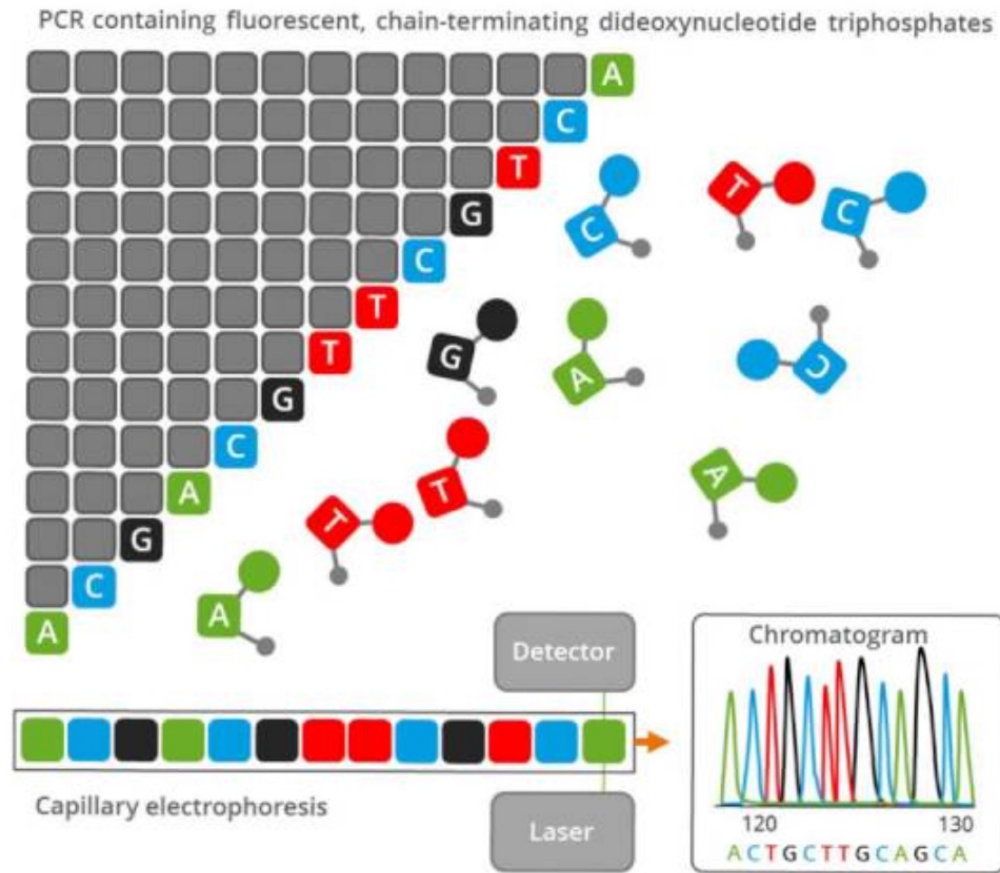 PCR containing fluorescent, chain-terminating dideoxynucleotide triphosphates
A
C
T
G
C
T
T
G
C
A
G
C
A
C
T
C
G
A
C
A
T
T
A
Detector
Laser
Capillary electrophoresis
Chromatogram
120 130
ACTGCTTGCAGCA